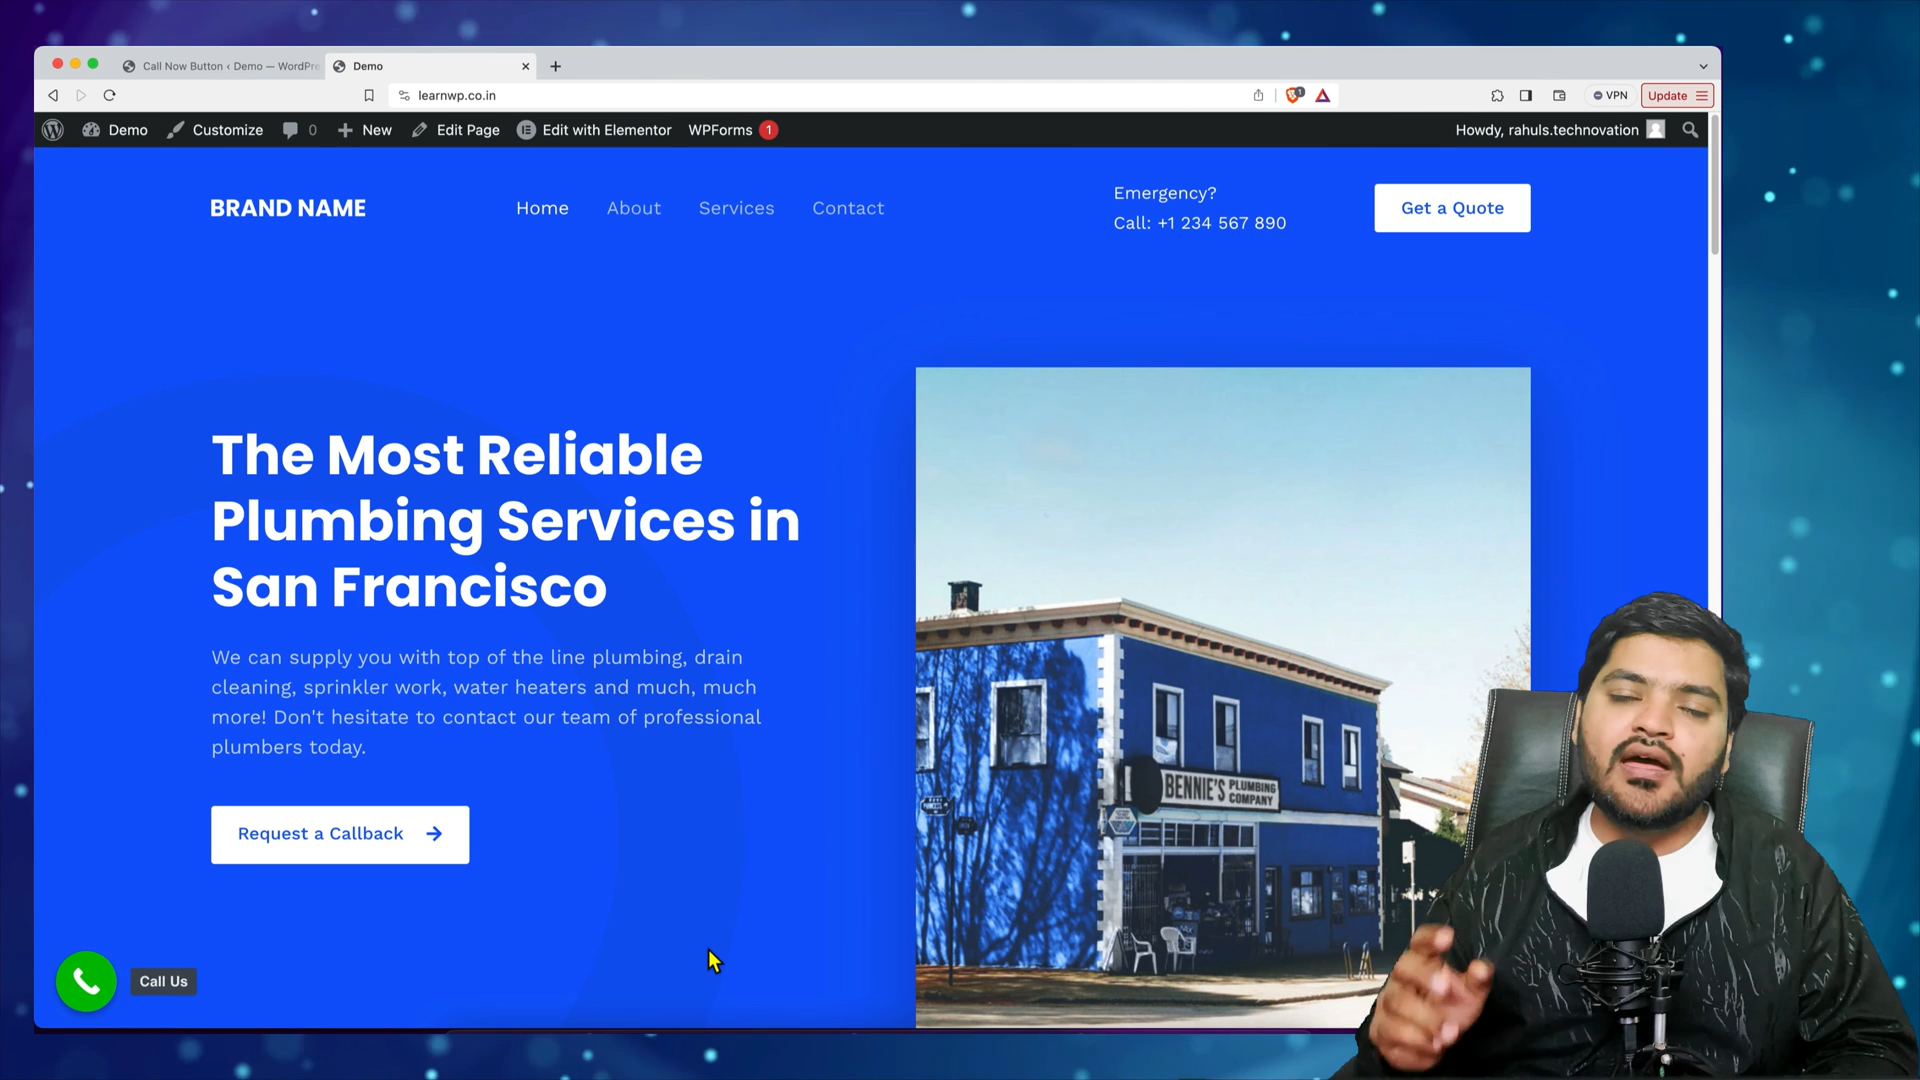 Call Now Button ‹ Demo — WordPre
Demo
learnwp.co.in
1
VPN
Update
Demo
Customize
0
New
Edit Page
Edit with Elementor
WPForms
1
Howdy, rahuls.technovation
BRAND NAME
Home
About
Services
Contact
Emergency?
Call: +1 234 567 890
Get a Quote
The Most Reliable
Plumbing Services in
San Francisco
We can supply you with top of the line plumbing, drain
cleaning, sprinkler work, water heaters and much, much
more! Don't hesitate to contact our team of professional
plumbers today.
Request a Callback
BENNIE'S PLUMBING
COMPANY
Call Us